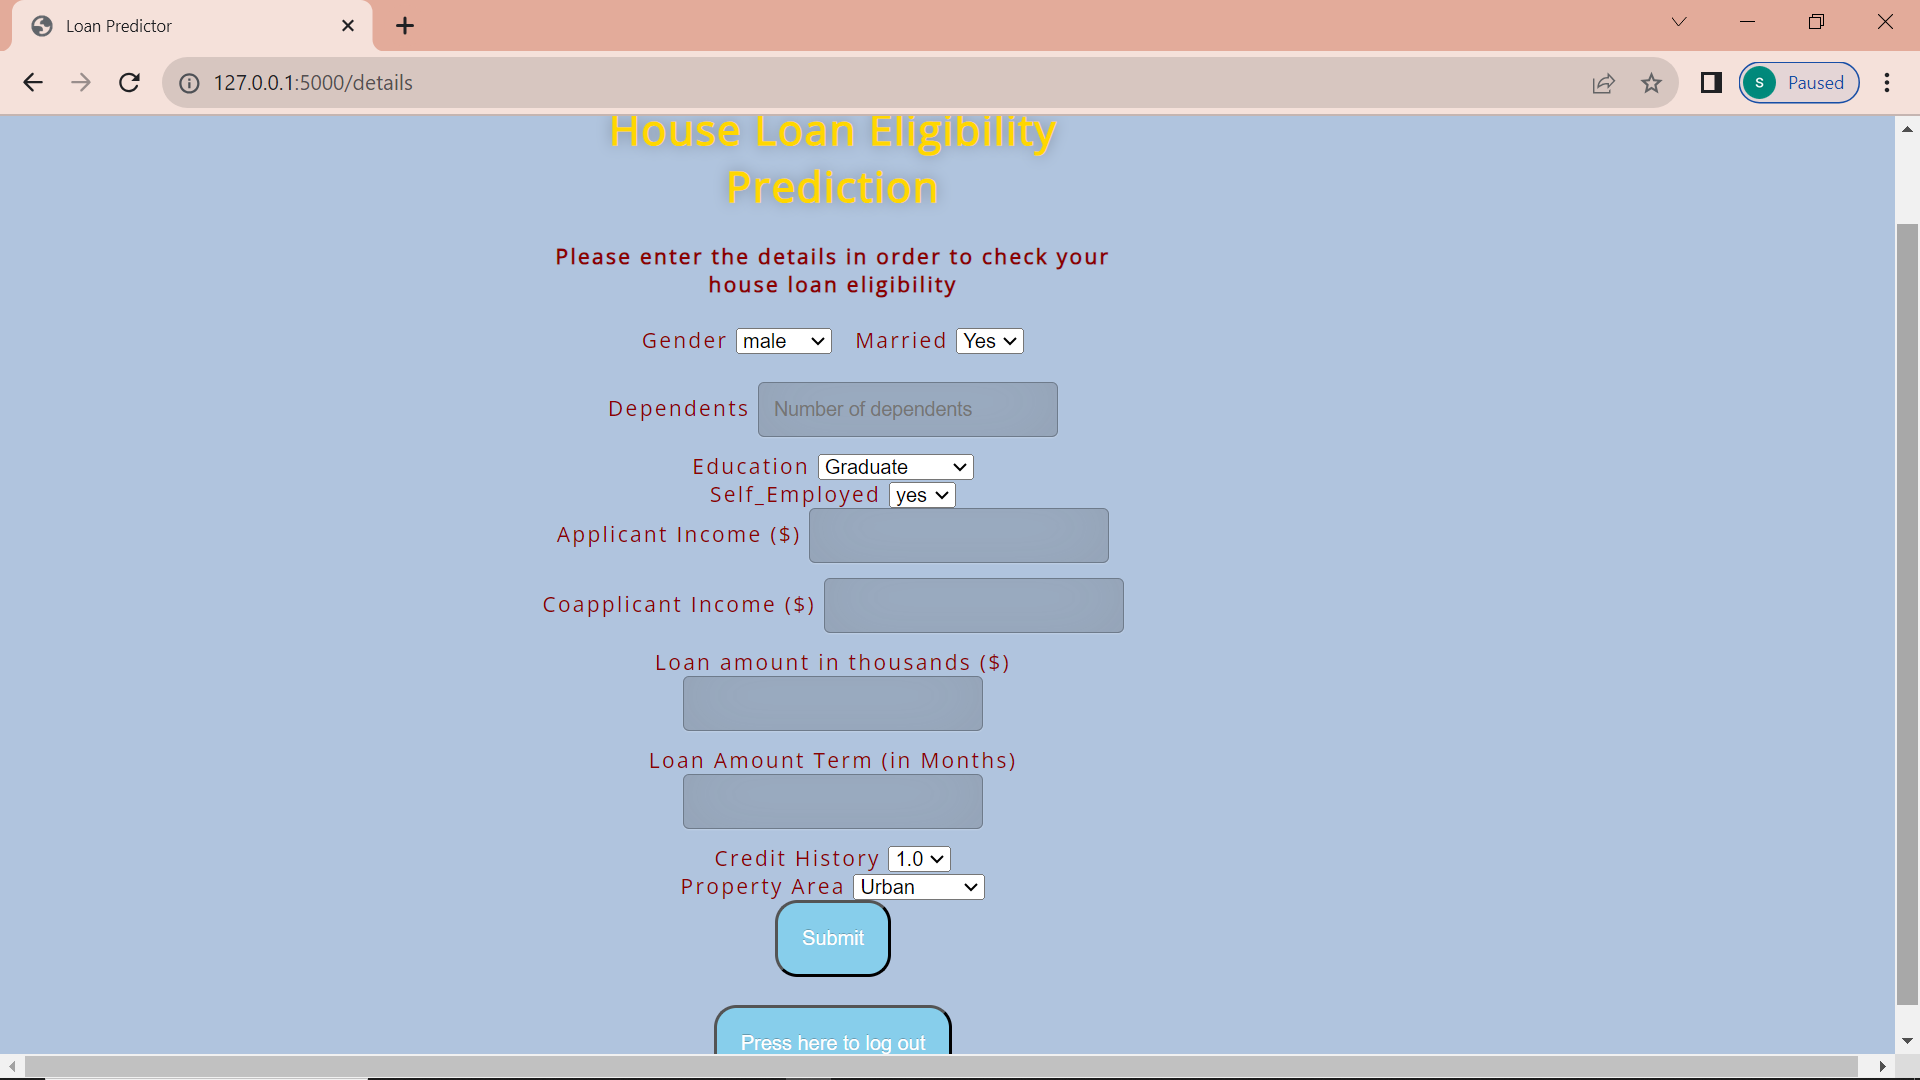 Loan Predictor
127.0.0.1:5000/details
S Paused
House Loan Eligibility
Prediction
Please enter the details in order to check your
house loan eligibility
Gender male Married Yes
Dependents Number of dependents
Education Graduate
Self_Employed yes
Applicant Income ($)
Coapplicant Income ($)
Loan amount in thousands ($)
Loan Amount Term (in Months)
Credit History 1.0
Property Area Urban
Submit
Press here to log out